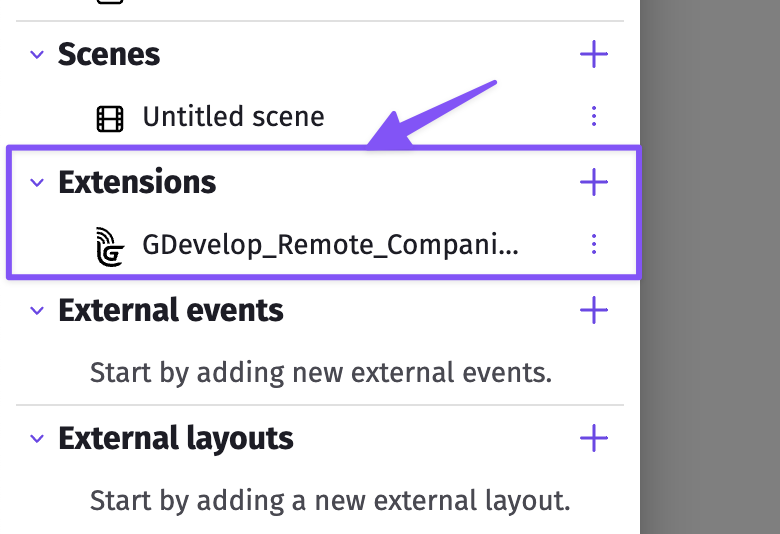 Scenes
Untitled scene
Extensions
GDevelop_Remote_Compani...
External events
Start by adding new external events.
External layouts
Start by adding a new external layout.